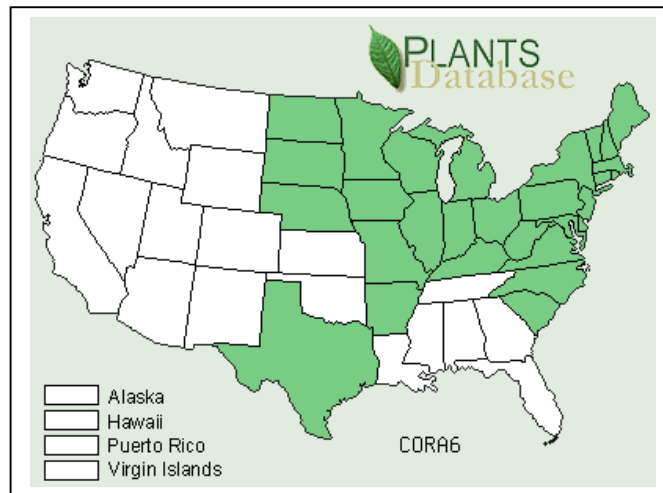 PLANTS
Database
Alaska
Hawaii
Puerto Rico
Virgin Islands
CORA6